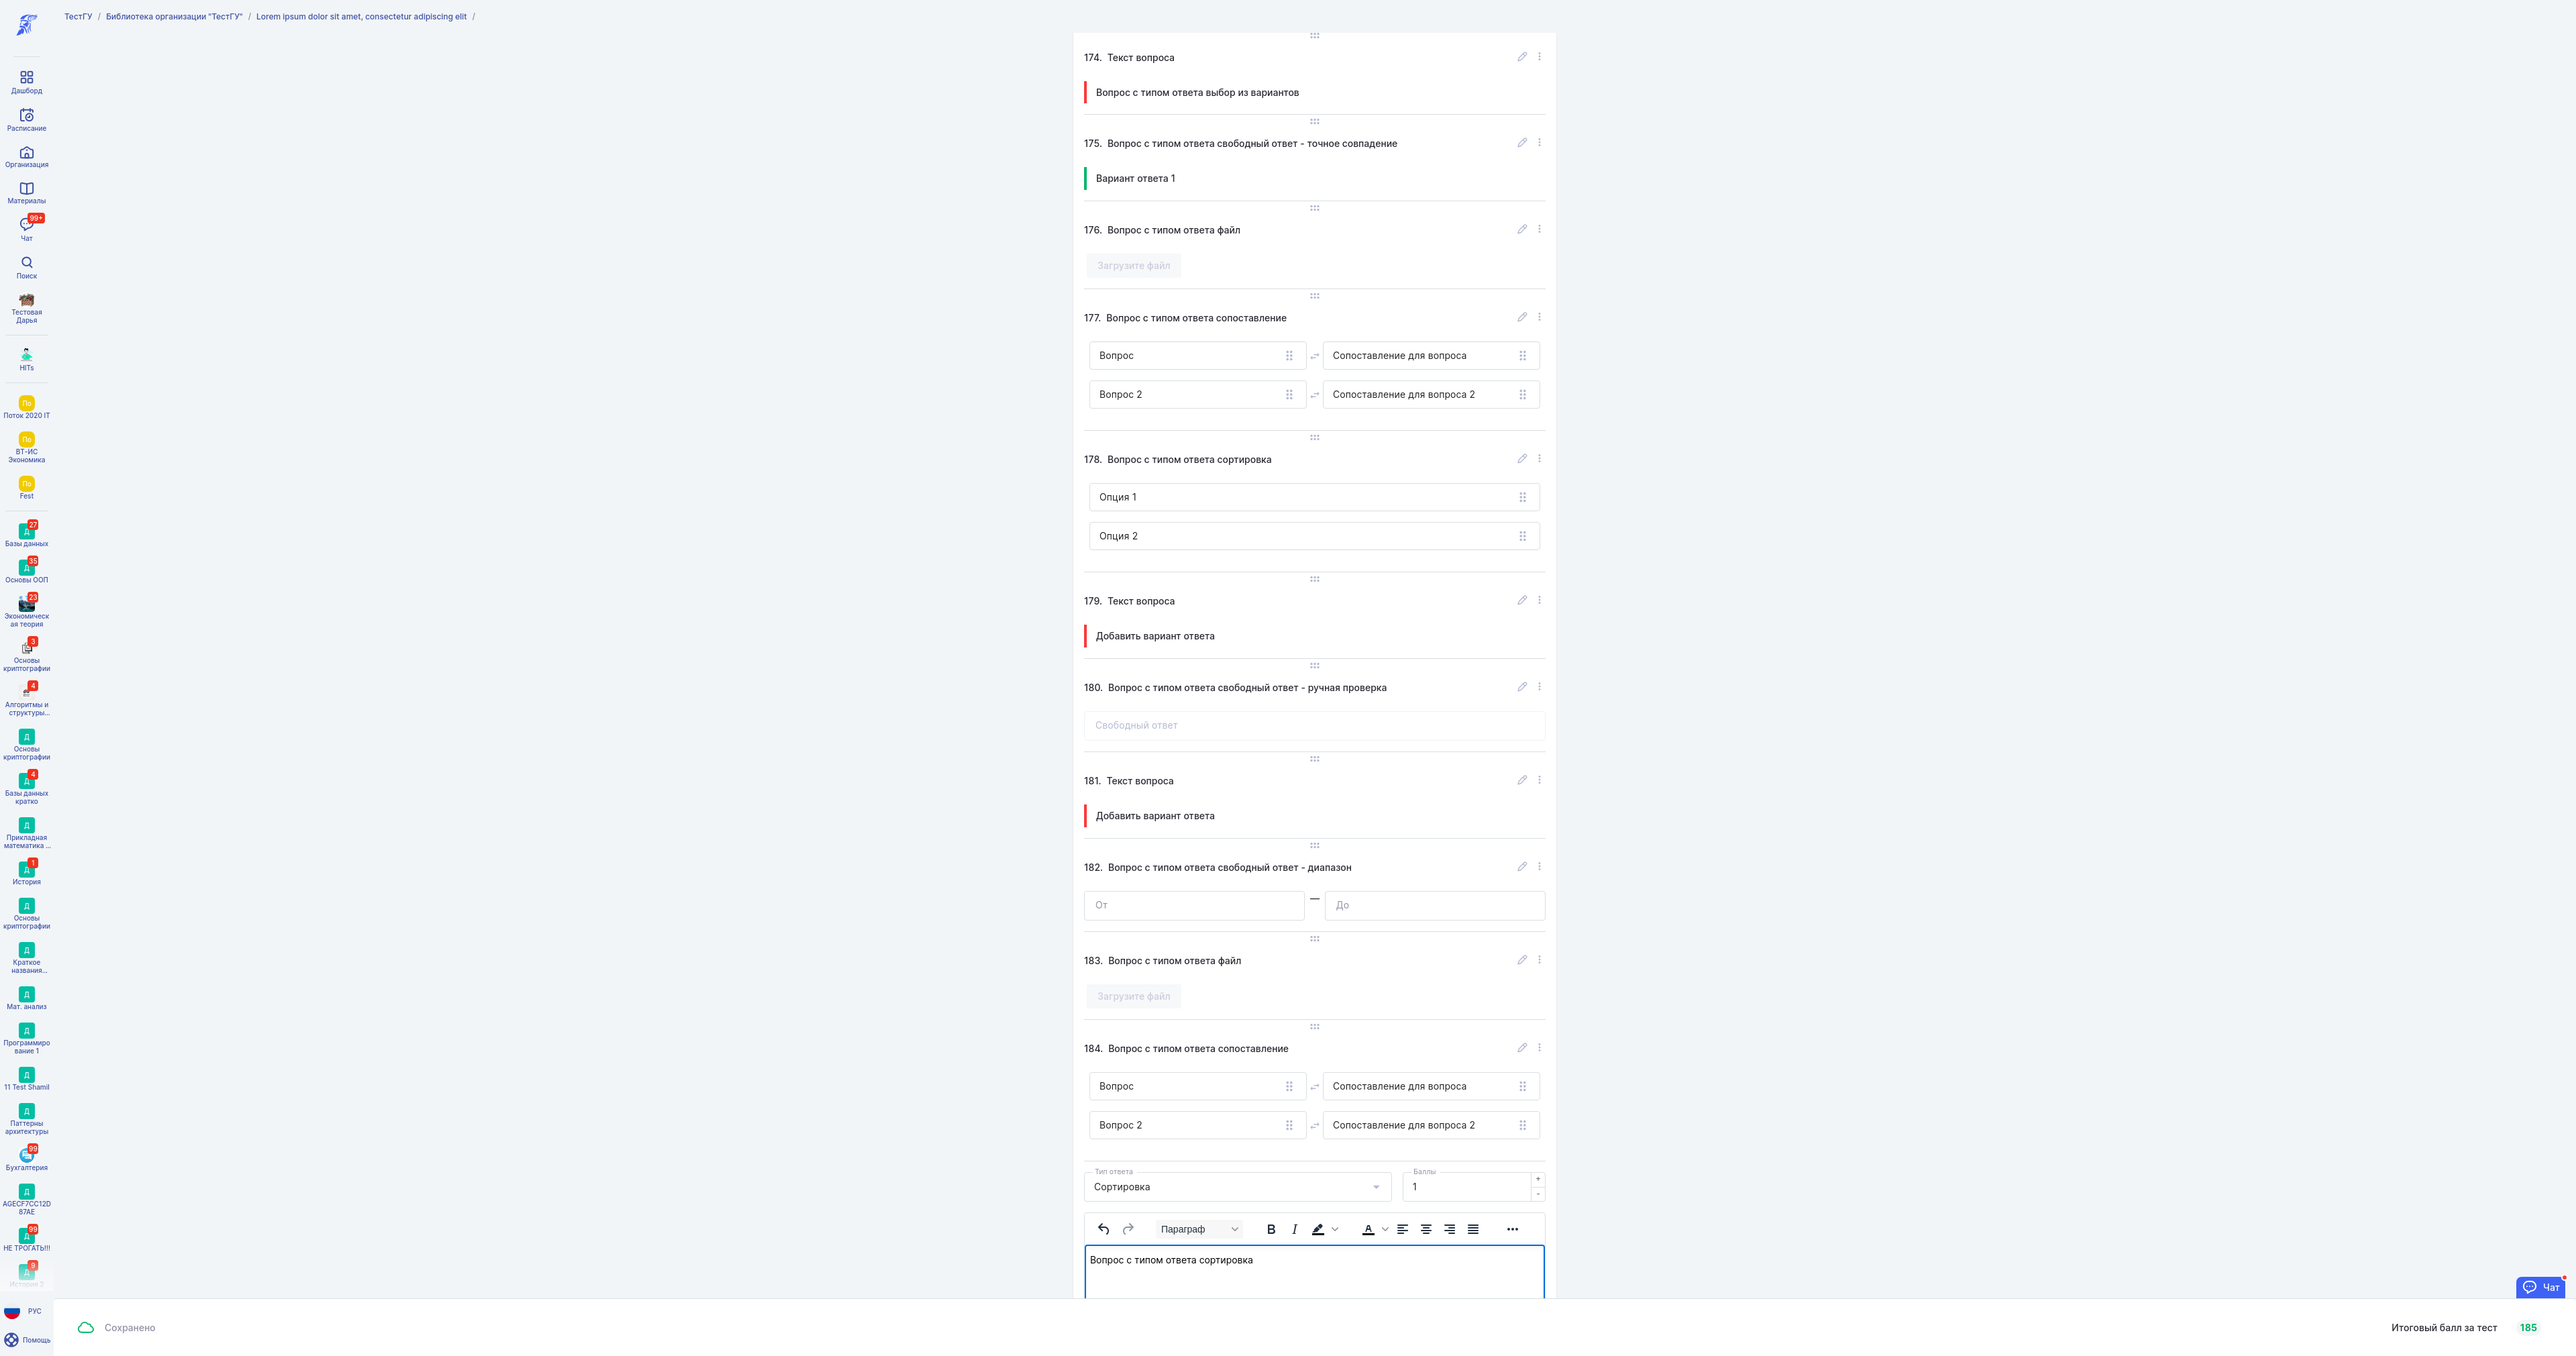 ТестГУ / Библиотека организации "ТестГУ" / Lorem ipsum dolor sit amet, consectetur adipiscing elit /
Дашборд
Расписание
Организация
Материалы
99+
Чат
Поиск
Тестовая
Дарья
HITs
По
Поток 2020 IT
По
ВТ-ИС
Экономика
По
Fest
27
Д
Базы данных
35
Д
Основы ООП
23
Экономическ
ая теория
3
Основы
криптографии
4
Алгоритмы и
структуры...
Д
Основы
криптографии
4
Д
Базы данных
кратко
Д
Прикладная
математика ...
1
Д
История
Д
Основы
криптографии
Д
Краткое
названия...
Д
Мат. анализ
Д
Программиро
вание 1
Д
11 Test Shamil
Д
Паттерны
архитектуры
99
Бухгалтерия
Д
AGECF7CC12D
87AE
99
Д
НЕ ТРОГАТЬ!!!
9
Д
История 2
РУС
Помощь
174. Текст вопроса
Вопрос с типом ответа выбор из вариантов
175. Вопрос с типом ответа свободный ответ - точное совпадение
Вариант ответа 1
176. Вопрос с типом ответа файл
Загрузите файл
177. Вопрос с типом ответа сопоставление
Вопрос Сопоставление для вопроса
Вопрос 2 Сопоставление для вопроса 2
178. Вопрос с типом ответа сортировка
Опция 1
Опция 2
179. Текст вопроса
Добавить вариант ответа
180. Вопрос с типом ответа свободный ответ - ручная проверка
Свободный ответ
181. Текст вопроса
Добавить вариант ответа
182. Вопрос с типом ответа свободный ответ - диапазон
От — До
183. Вопрос с типом ответа файл
Загрузите файл
184. Вопрос с типом ответа сопоставление
Вопрос Сопоставление для вопроса
Вопрос 2 Сопоставление для вопроса 2
Тип ответа Баллы
Сортировка 1 + -
Параграф B I A
Вопрос с типом ответа сортировка
Чат
Сохранено
Итоговый балл за тест 185